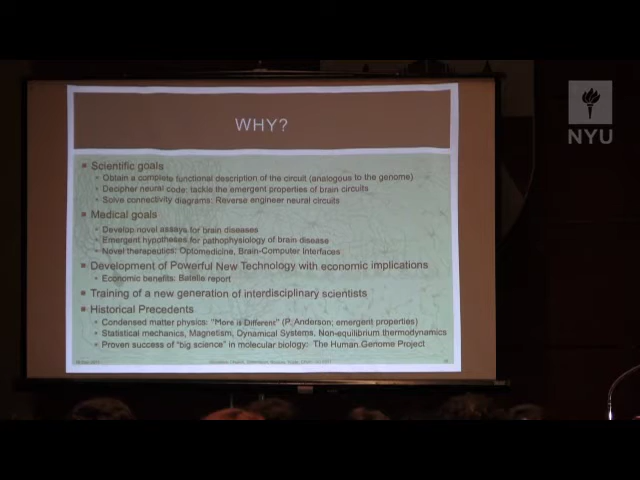 WHY?
NYU
Scientific goals
Obtain a complete functional description of the circuit (analogous to the genome)
Decipher neural code: tackle the emergent properties of brain circuits
Solve connectivity diagrams: Reverse engineer neural circuits
Medical goals
Develop novel assays for brain diseases
Emergent hypotheses for pathophysiology of brain disease
Novel therapeutics: Optomedicine, Brain-Computer Interfaces
Development of Powerful New Technology with economic implications
Economic benefits: Batelle report
Training of a new generation of interdisciplinary scientists
Historical Precedents
Condensed matter physics: "More is Different" (P. Anderson; emergent properties)
Statistical mechanics, Magnetism, Dynamical Systems, Non-equilibrium thermodynamics
Proven success of "big science" in molecular biology: The Human Genome Project